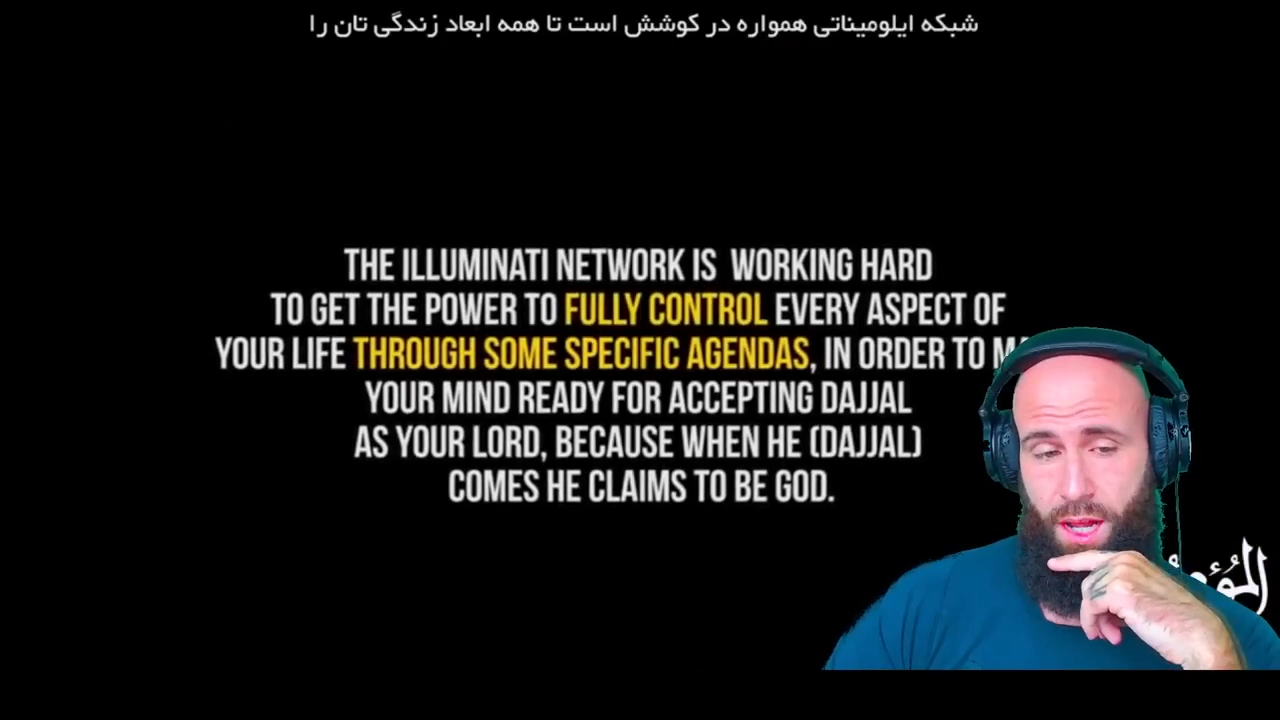 شبکه ایلومیناتی همواره در کوشش است تا همه ابعاد زندگی تان را
THE ILLUMINATI NETWORK IS WORKING HARD
TO GET THE POWER TO FULLY CONTROL EVERY ASPECT OF
YOUR LIFE THROUGH SOME SPECIFIC AGENDAS, IN ORDER TO
YOUR MIND READY FOR ACCEPTING DAJJAL
AS YOUR LORD, BECAUSE WHEN HE (DAJJAL)
COMES HE CLAIMS TO BE GOD.